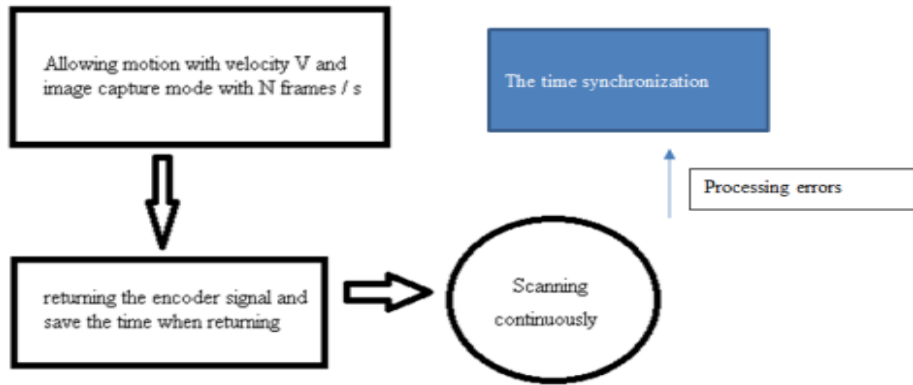 Allowing motion with velocity V and
image capture mode with N frames / s
returning the encoder signal and
save the time when returning
Scanning
continuously
Processing errors
The time synchronization